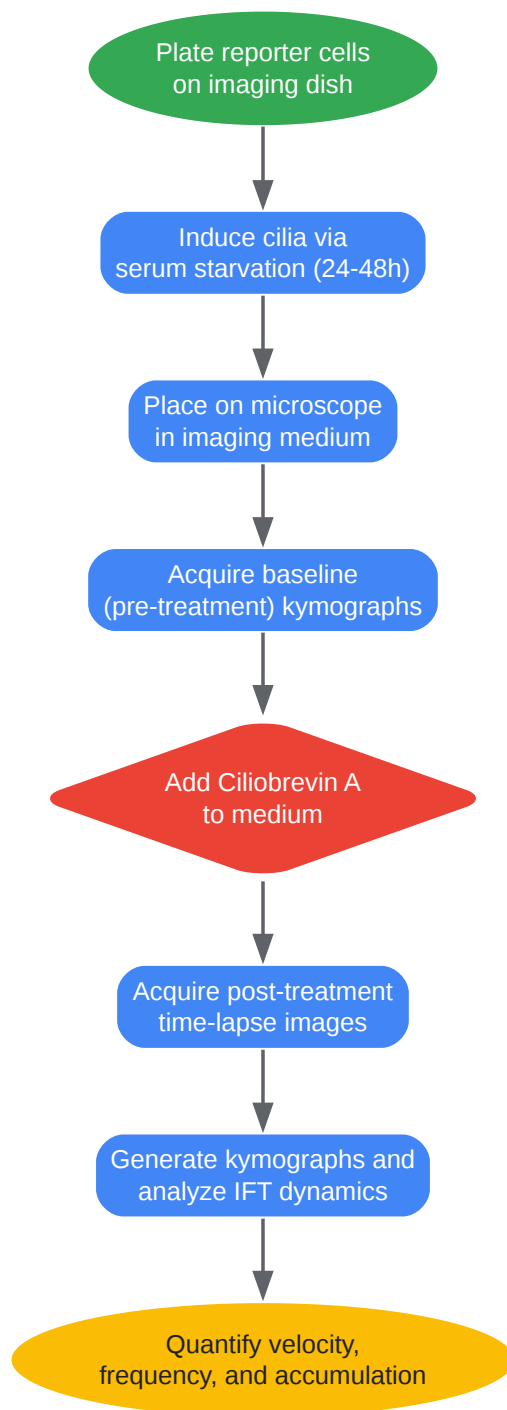 Plate reporter cells
on imaging dish
Induce cilia via
serum starvation (24-48h)
Place on microscope
in imaging medium
Acquire baseline
(pre-treatment) kymographs
Add Ciliobrevin A
to medium
Acquire post-treatment
time-lapse images
Generate kymographs and
analyze IFT dynamics
Quantify velocity,
frequency, and accumulation